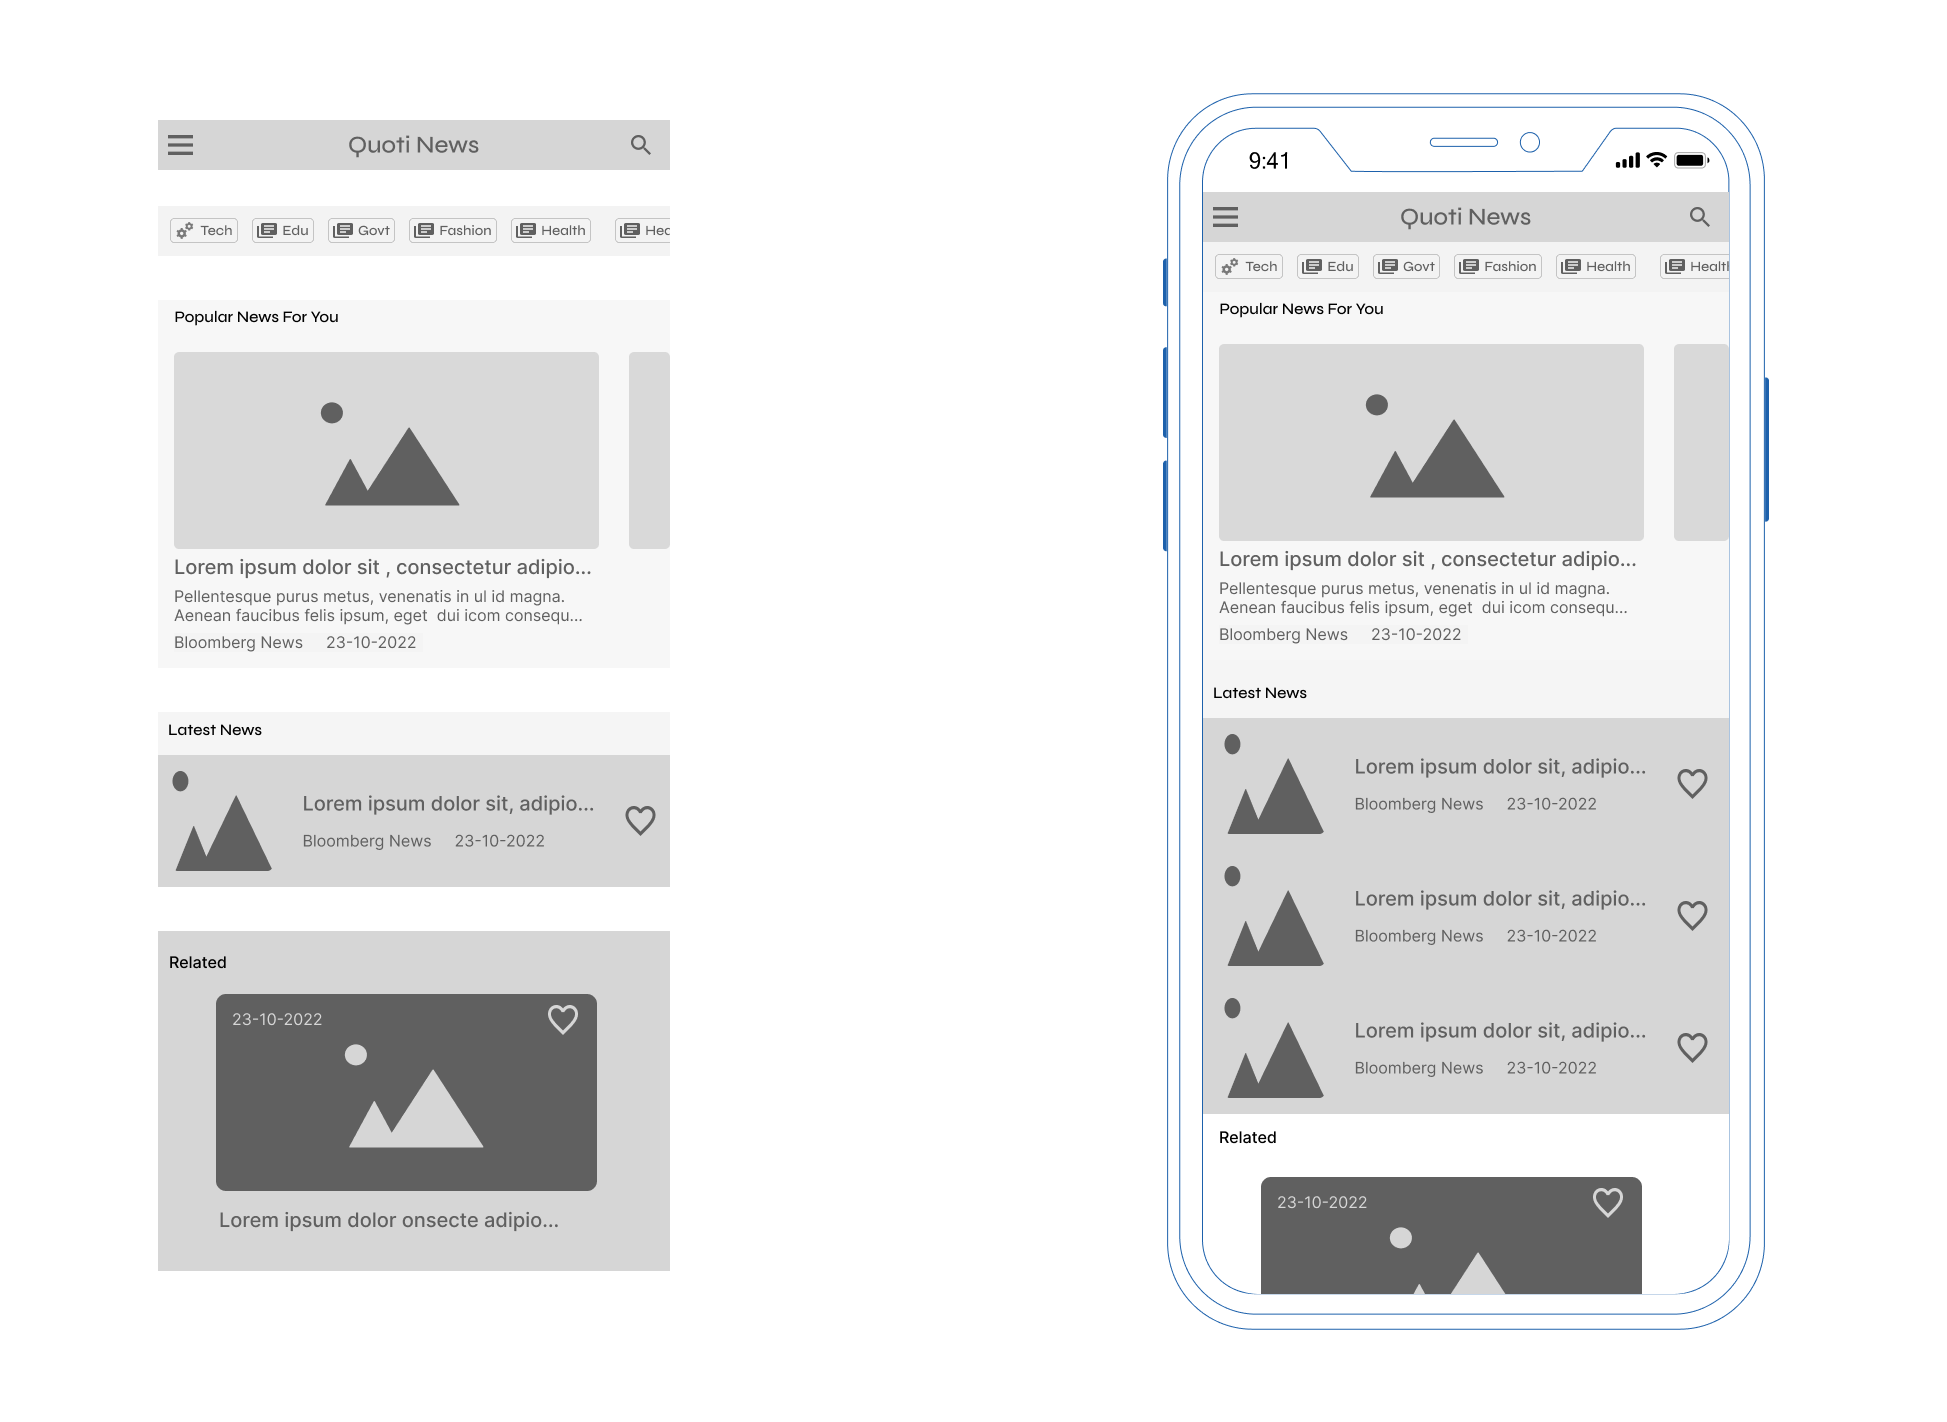 Quoti News
Tech Edu Govt Fashion Health Hea
Popular News For You
Lorem ipsum dolor sit , consectetur adipio...
Pellentesque purus metus, venenatis in ul id magna.
Aenean faucibus felis ipsum, eget dui icom consequ...
Bloomberg News 23-10-2022
Latest News
Lorem ipsum dolor sit, adipio...
Bloomberg News 23-10-2022
Related
23-10-2022
Lorem ipsum dolor onsecte adipio...
9:41
Quoti News
Tech Edu Govt Fashion Health Health
Popular News For You
Lorem ipsum dolor sit , consectetur adipio...
Pellentesque purus metus, venenatis in ul id magna.
Aenean faucibus felis ipsum, eget dui icom consequ...
Bloomberg News 23-10-2022
Latest News
Lorem ipsum dolor sit, adipio...
Bloomberg News 23-10-2022
Lorem ipsum dolor sit, adipio...
Bloomberg News 23-10-2022
Lorem ipsum dolor sit, adipio...
Bloomberg News 23-10-2022
Related
23-10-2022